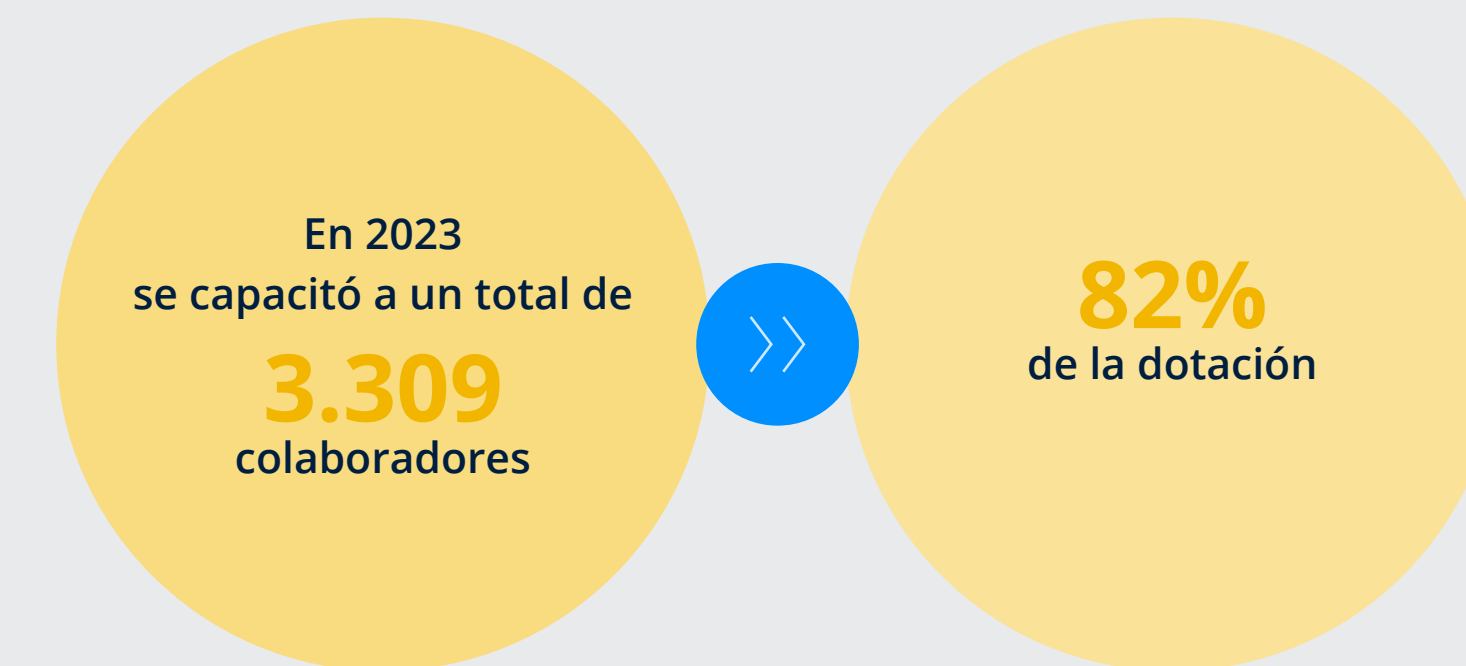 En 2023
se capacitó a un total de
3.309
colaboradores
82%
de la dotación